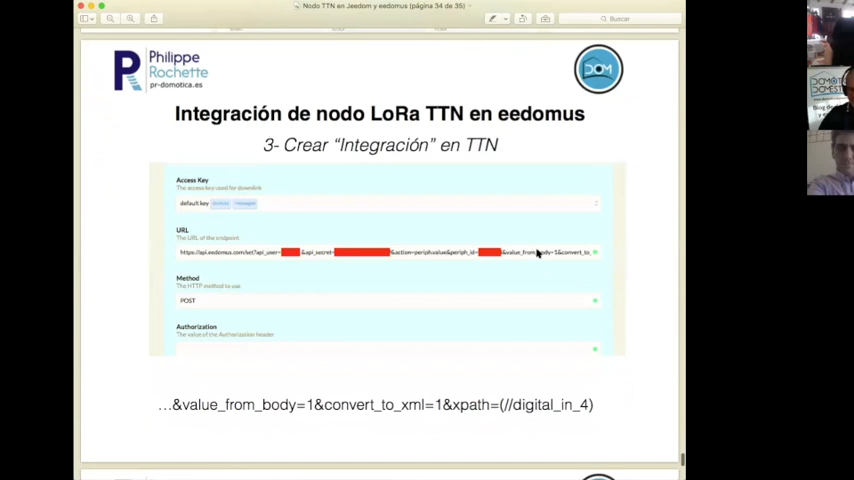 Nodo TTN en Jeedom y eedomus (página 34 de 35)
Buscar
Philippe
Rochette
pr-domotica.es
DOM
Integración de nodo LoRa TTN en eedomus
3- Crear “Integración” en TTN
Access Key
The access key used for downlink
default key devices messages
URL
The URL of the endpoint
https://api.eedomus.com/set?api_user= &api_secret= &action=periph.value&periph_id= &value_from_body=1&convert_to_
Method
The HTTP method to use
POST
Authorization
The value of the Authorization header
…&value_from_body=1&convert_to_xml=1&xpath=(//digital_in_4)